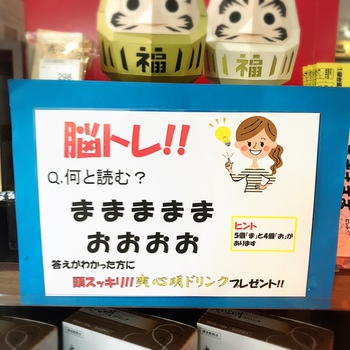 福
福
298
脳トレ!!
Q.何と読む？
ままままま
おおおお
ヒント
5個「ま」と4個「お」が
あります
答えがわかった方に
頭スッキリ!!爽心明ドリンクプレゼント!!